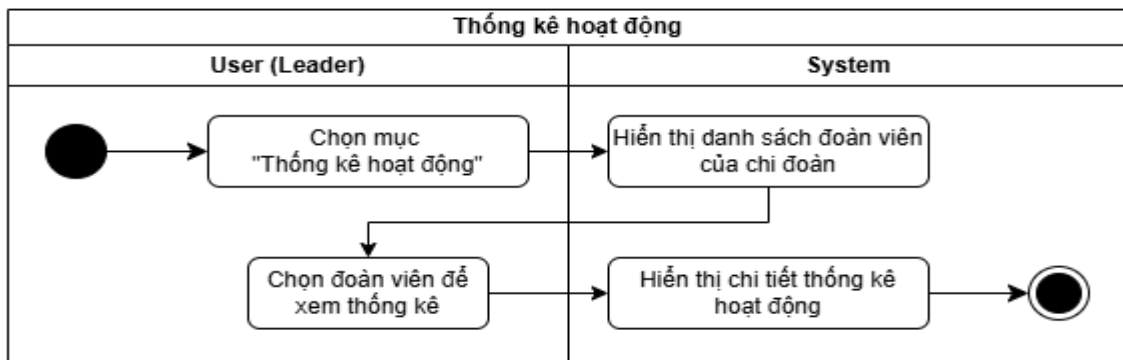 Thống kê hoạt động
User (Leader)
System
Chọn mục
"Thống kê hoạt động"
Hiển thị danh sách đoàn viên
của chi đoàn
Chọn đoàn viên để
xem thống kê
Hiển thị chi tiết thống kê
hoạt động